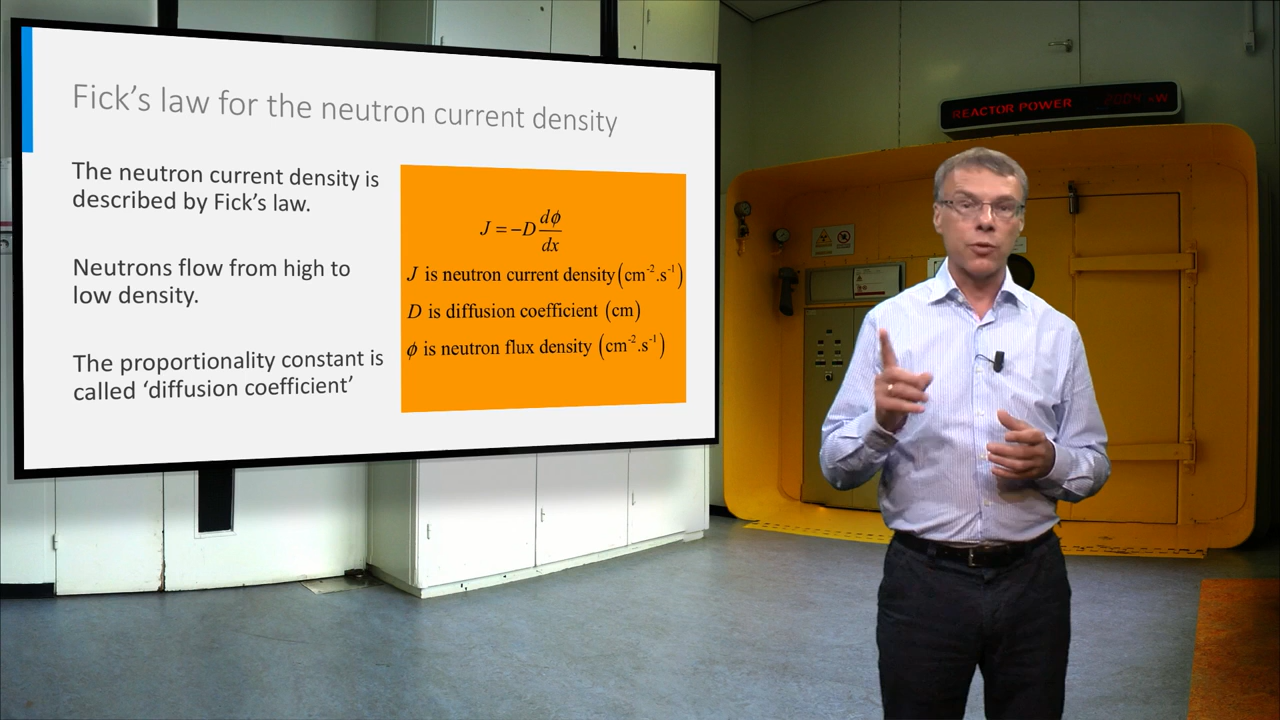 Fick's law for the neutron current density
The neutron current density is
described by Fick's law.
Neutrons flow from high to
low density.
The proportionality constant is
called ‘diffusion coefficient’
J = −D dϕ/dx
J is neutron current density (cm⁻².s⁻¹)
D is diffusion coefficient (cm)
ϕ is neutron flux density (cm⁻².s⁻¹)
REACTOR POWER 2004 kW